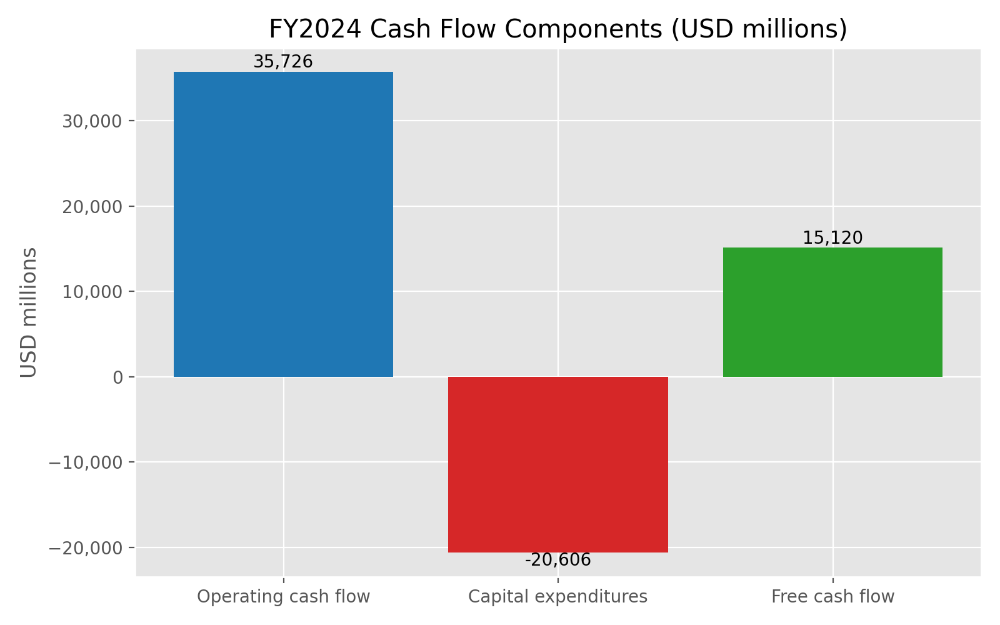 FY2024 Cash Flow Components (USD millions)
USD millions
30,000
20,000
10,000
0
−10,000
−20,000
35,726
-20,606
15,120
Operating cash flow
Capital expenditures
Free cash flow